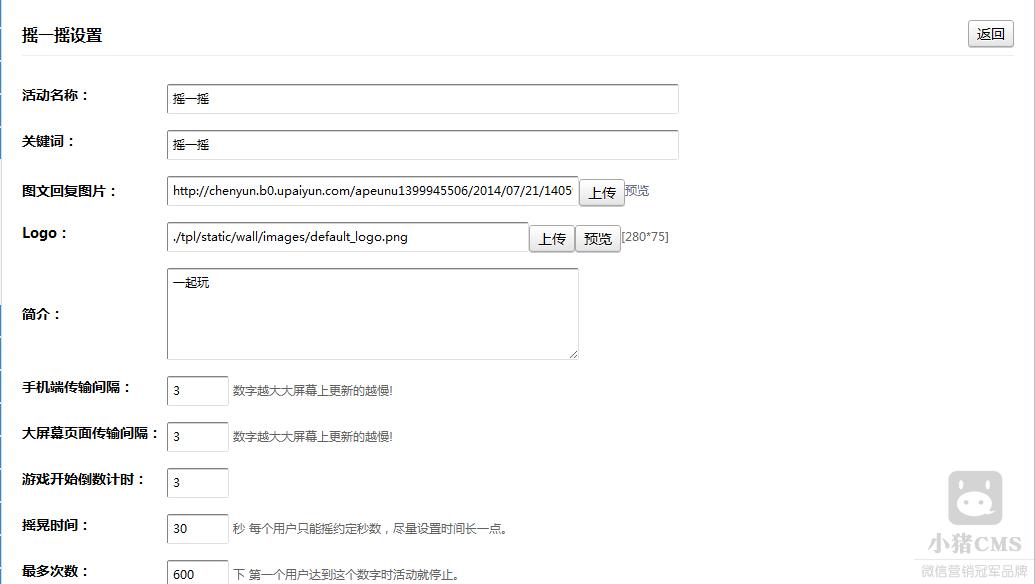 摇一摇设置 返回
活动名称： 摇一摇
关键词： 摇一摇
图文回复图片： http://chenyun.b0.upaiyun.com/apeunu1399945506/2014/07/21/1405 上传 预览
Logo： ./tpl/static/wall/images/default_logo.png 上传 预览 [280*75]
一起玩
简介：
手机端传输间隔： 3 数字越大大屏幕上更新的越慢!
大屏幕页面传输间隔： 3 数字越大大屏幕上更新的越慢!
游戏开始倒数计时： 3
摇晃时间： 30 秒 每个用户只能摇约定秒数，尽量设置时间长一点。
小猪CMS
最多次数： 600 下 第一个用户达到这个数字时活动就停止。
微信营销冠军品牌